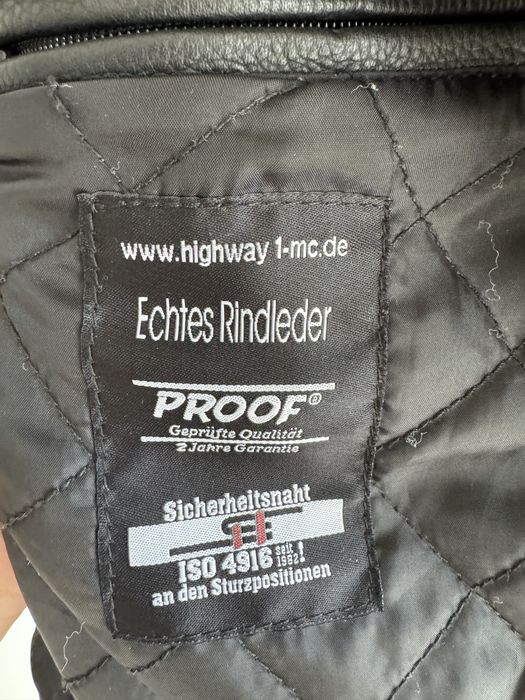 www.highway 1-mc.de
Echtes Rindleder
PROOF®
Geprüfte Qualität
2 Jahre Garantie
Sicherheitsnaht
ISO 4916 seit 1982!
an den Sturzpositionen